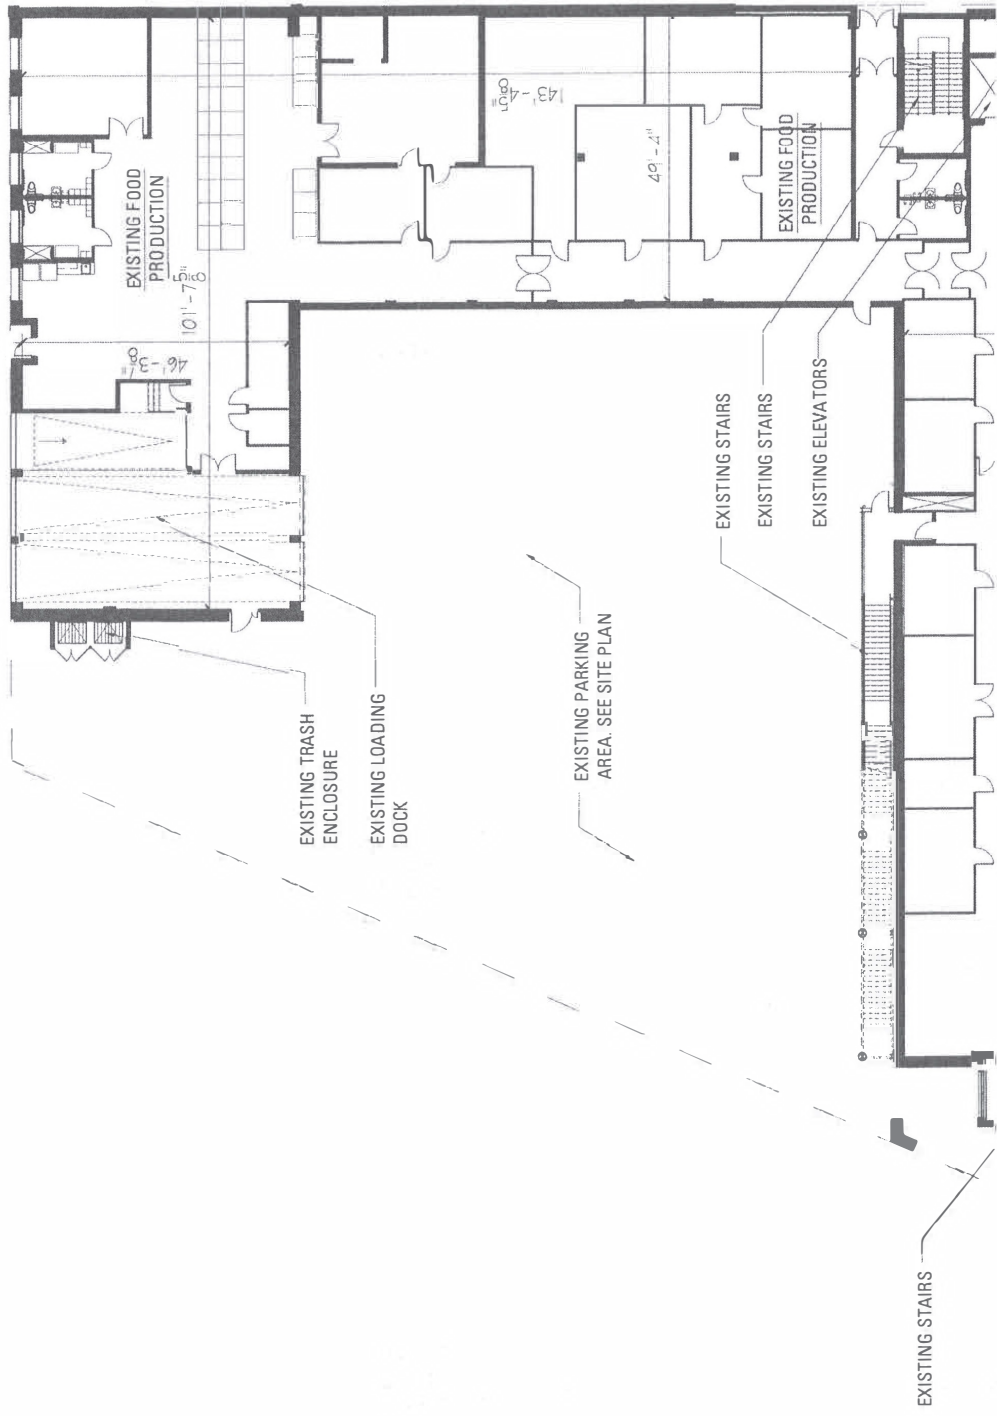 EXISTING FOOD
PRODUCTION
101'-7 5/8"
46'-3 7/8"
143'-4 5/8"
49'-4"
EXISTING FOOD
PRODUCTION
EXISTING TRASH
ENCLOSURE
EXISTING LOADING
DOCK
EXISTING PARKING
AREA. SEE SITE PLAN
EXISTING STAIRS
EXISTING STAIRS
EXISTING ELEVATORS
EXISTING STAIRS